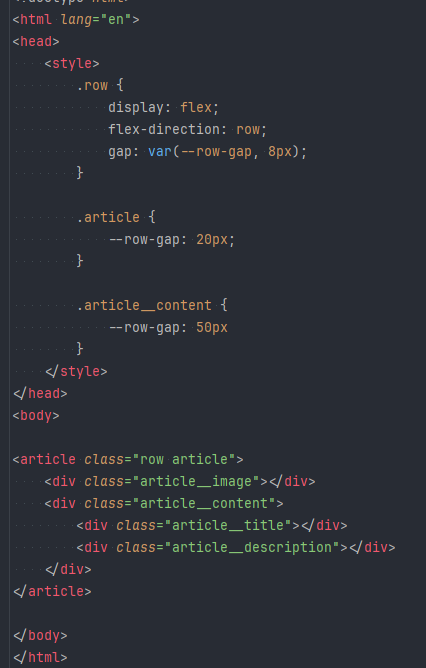 <html lang="en">
<head>
    <style>
        .row {
            display: flex;
            flex-direction: row;
            gap: var(--row-gap, 8px);
        }

        .article {
            --row-gap: 20px;
        }

        .article__content {
            --row-gap: 50px
        }
    </style>
</head>
<body>

<article class="row article">
    <div class="article__image"></div>
    <div class="article__content">
        <div class="article__title"></div>
        <div class="article__description"></div>
    </div>
</article>

</body>
</html>